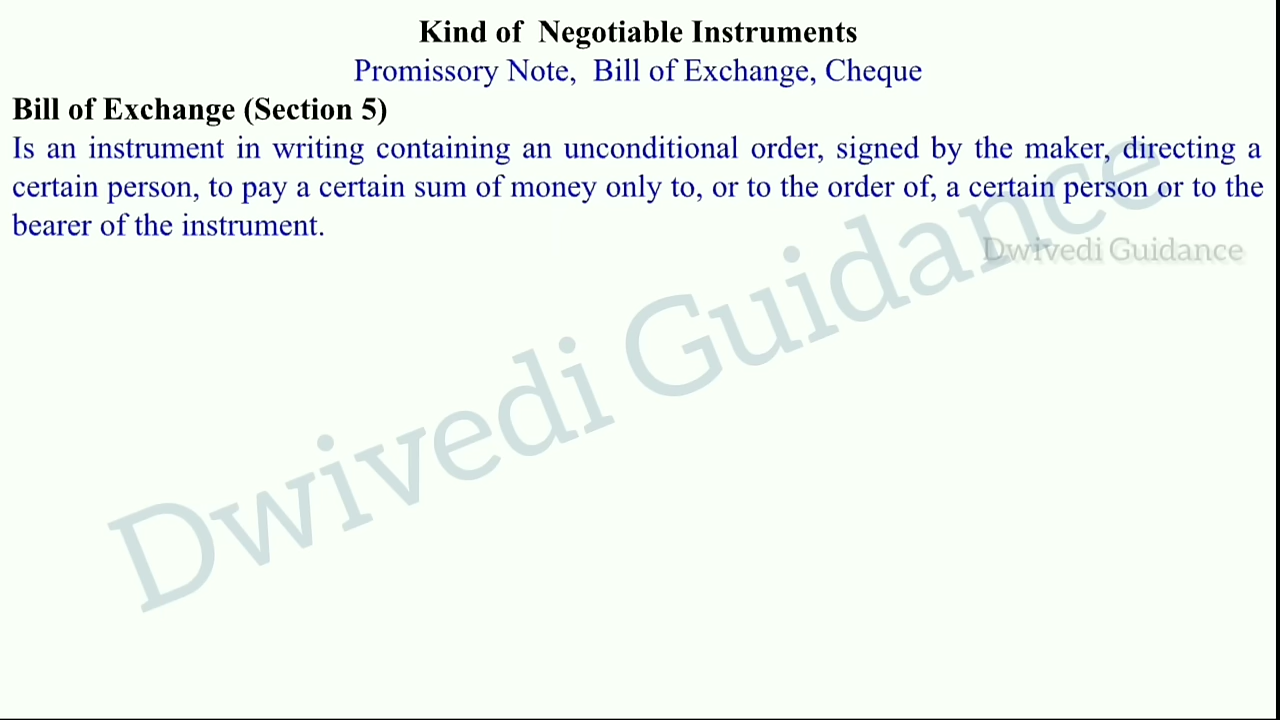 Kind of Negotiable Instruments
Promissory Note, Bill of Exchange, Cheque
Bill of Exchange (Section 5)
Is an instrument in writing containing an unconditional order, signed by the maker, directing a
certain person, to pay a certain sum of money only to, or to the order of, a certain person or to the
bearer of the instrument.
Dwivedi Guidance
Dwivedi Guidance